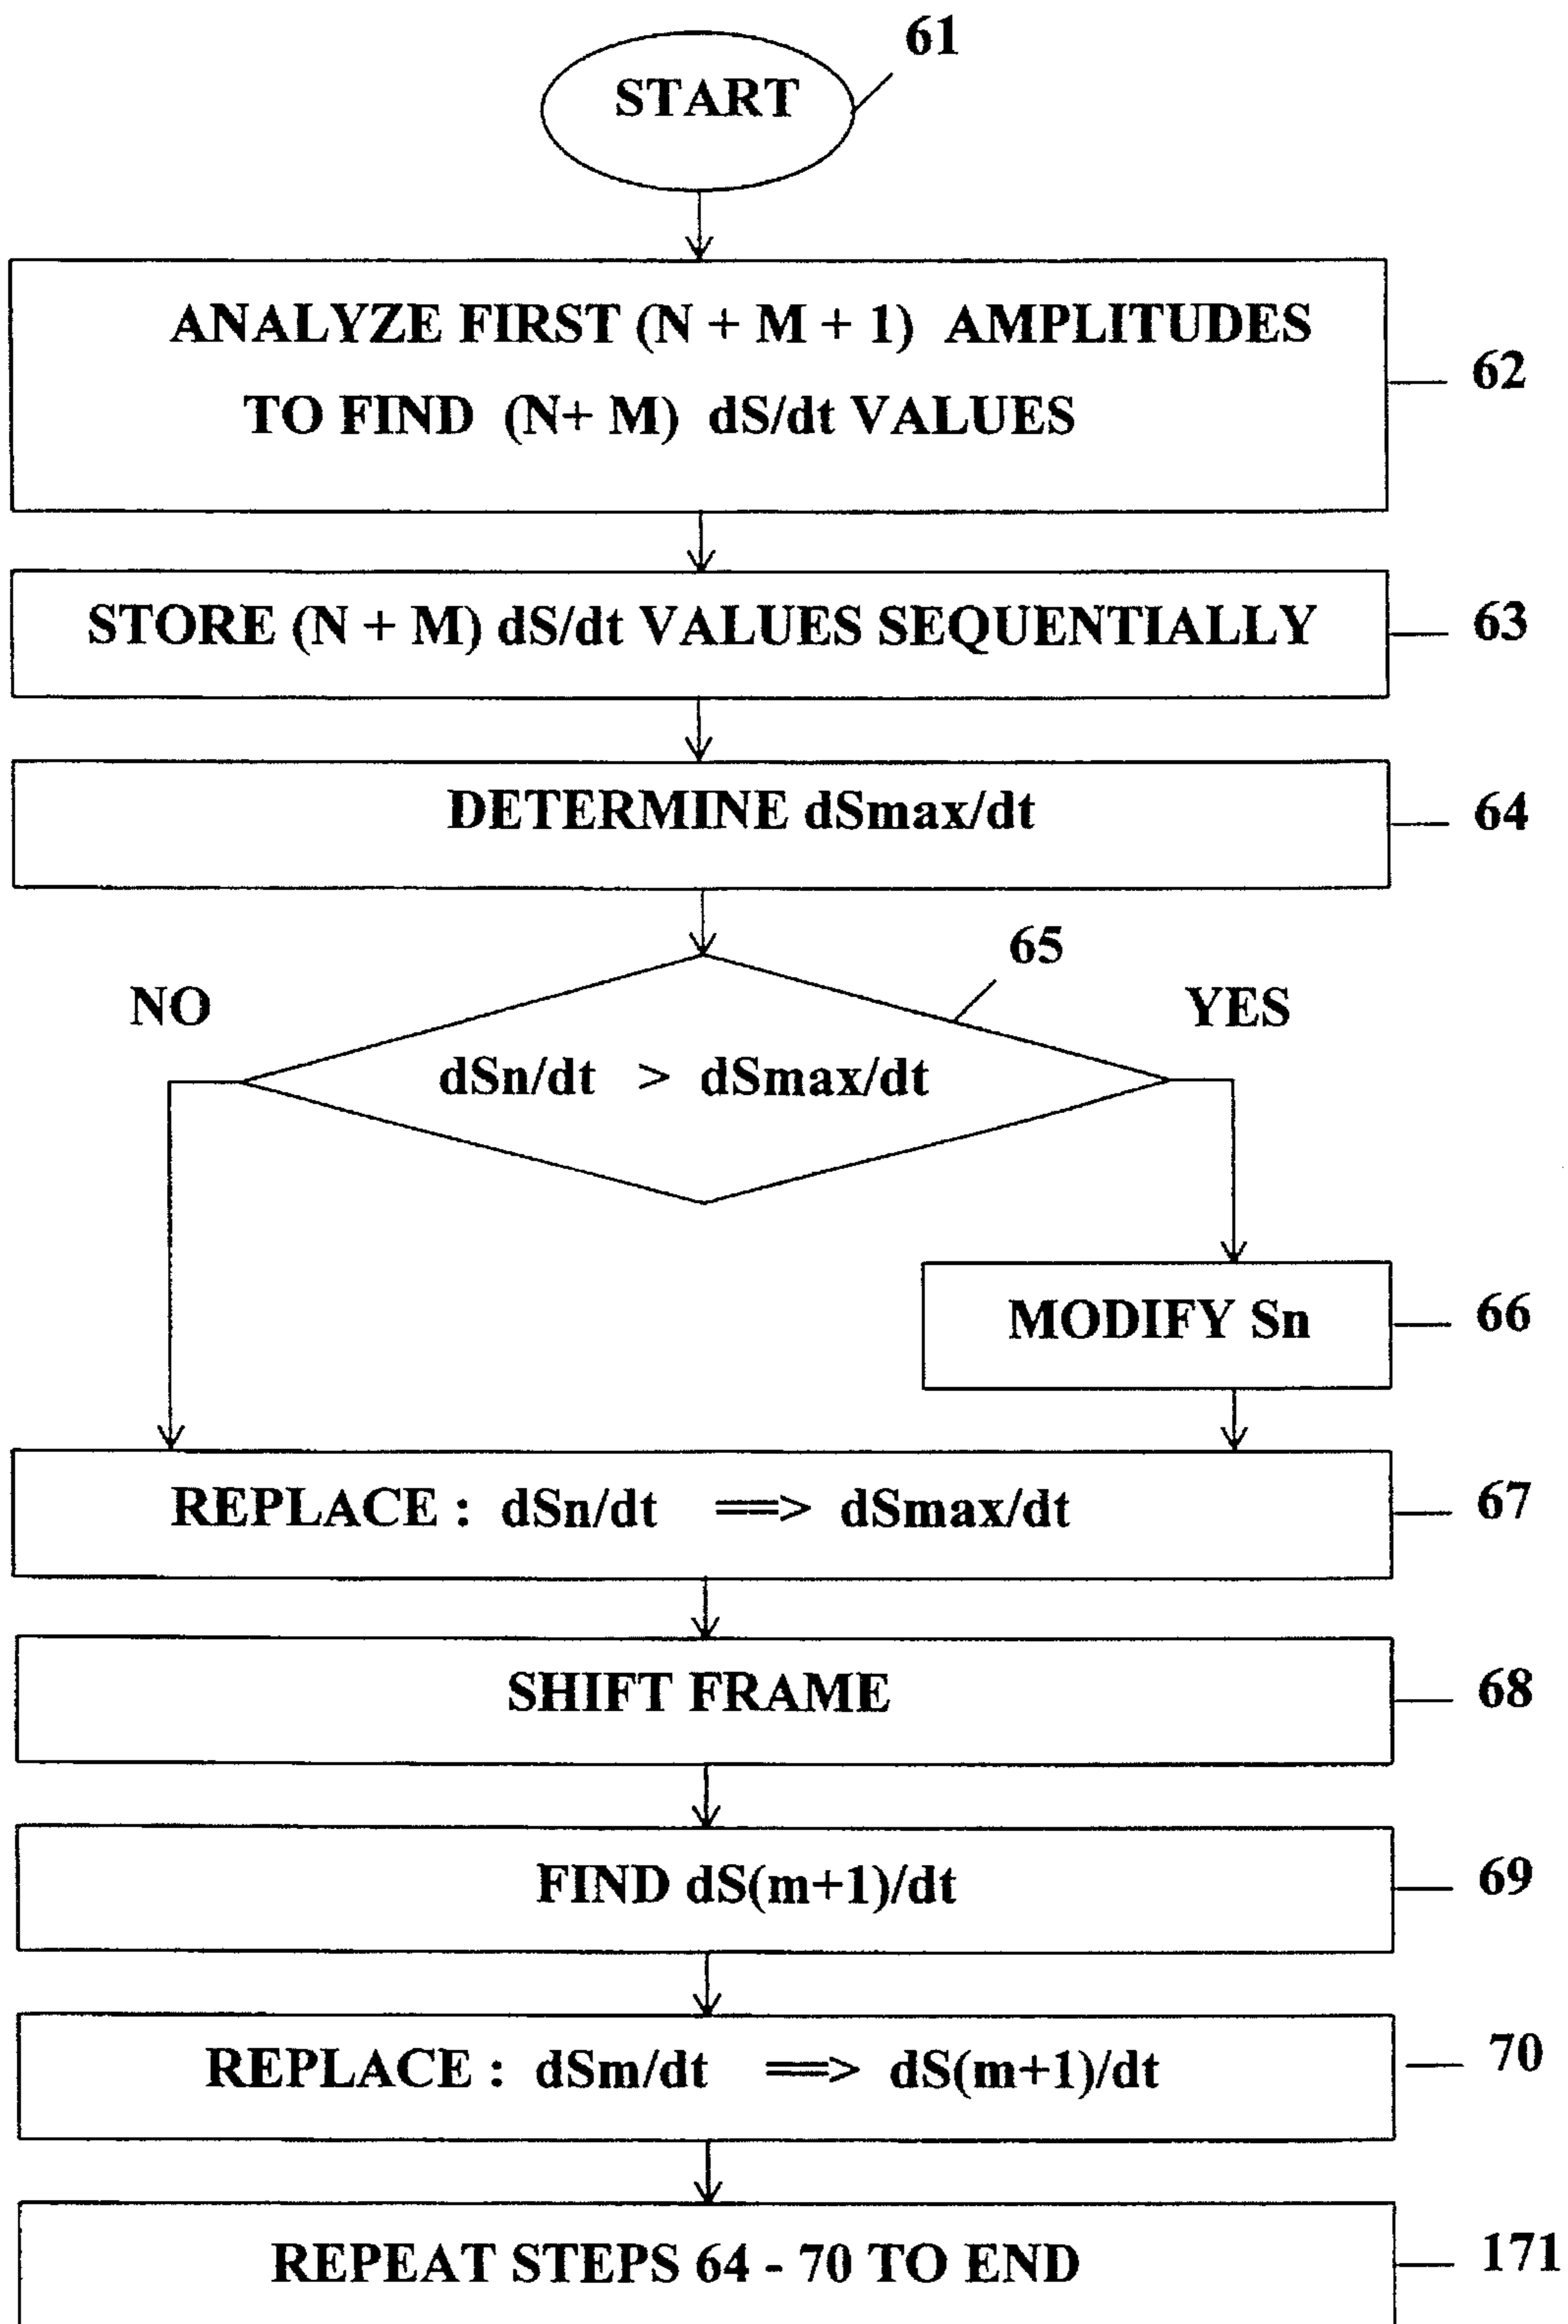 61
START
ANALYZE FIRST (N + M + 1) AMPLITUDES
TO FIND (N+ M) dS/dt VALUES
62
STORE (N + M) dS/dt VALUES SEQUENTIALLY
63
DETERMINE dSmax/dt
64
65
NO
YES
dSn/dt > dSmax/dt
MODIFY Sn
66
REPLACE : dSn/dt ==> dSmax/dt
67
SHIFT FRAME
68
FIND dS(m+1)/dt
69
REPLACE : dSm/dt ==> dS(m+1)/dt
70
REPEAT STEPS 64 - 70 TO END
171